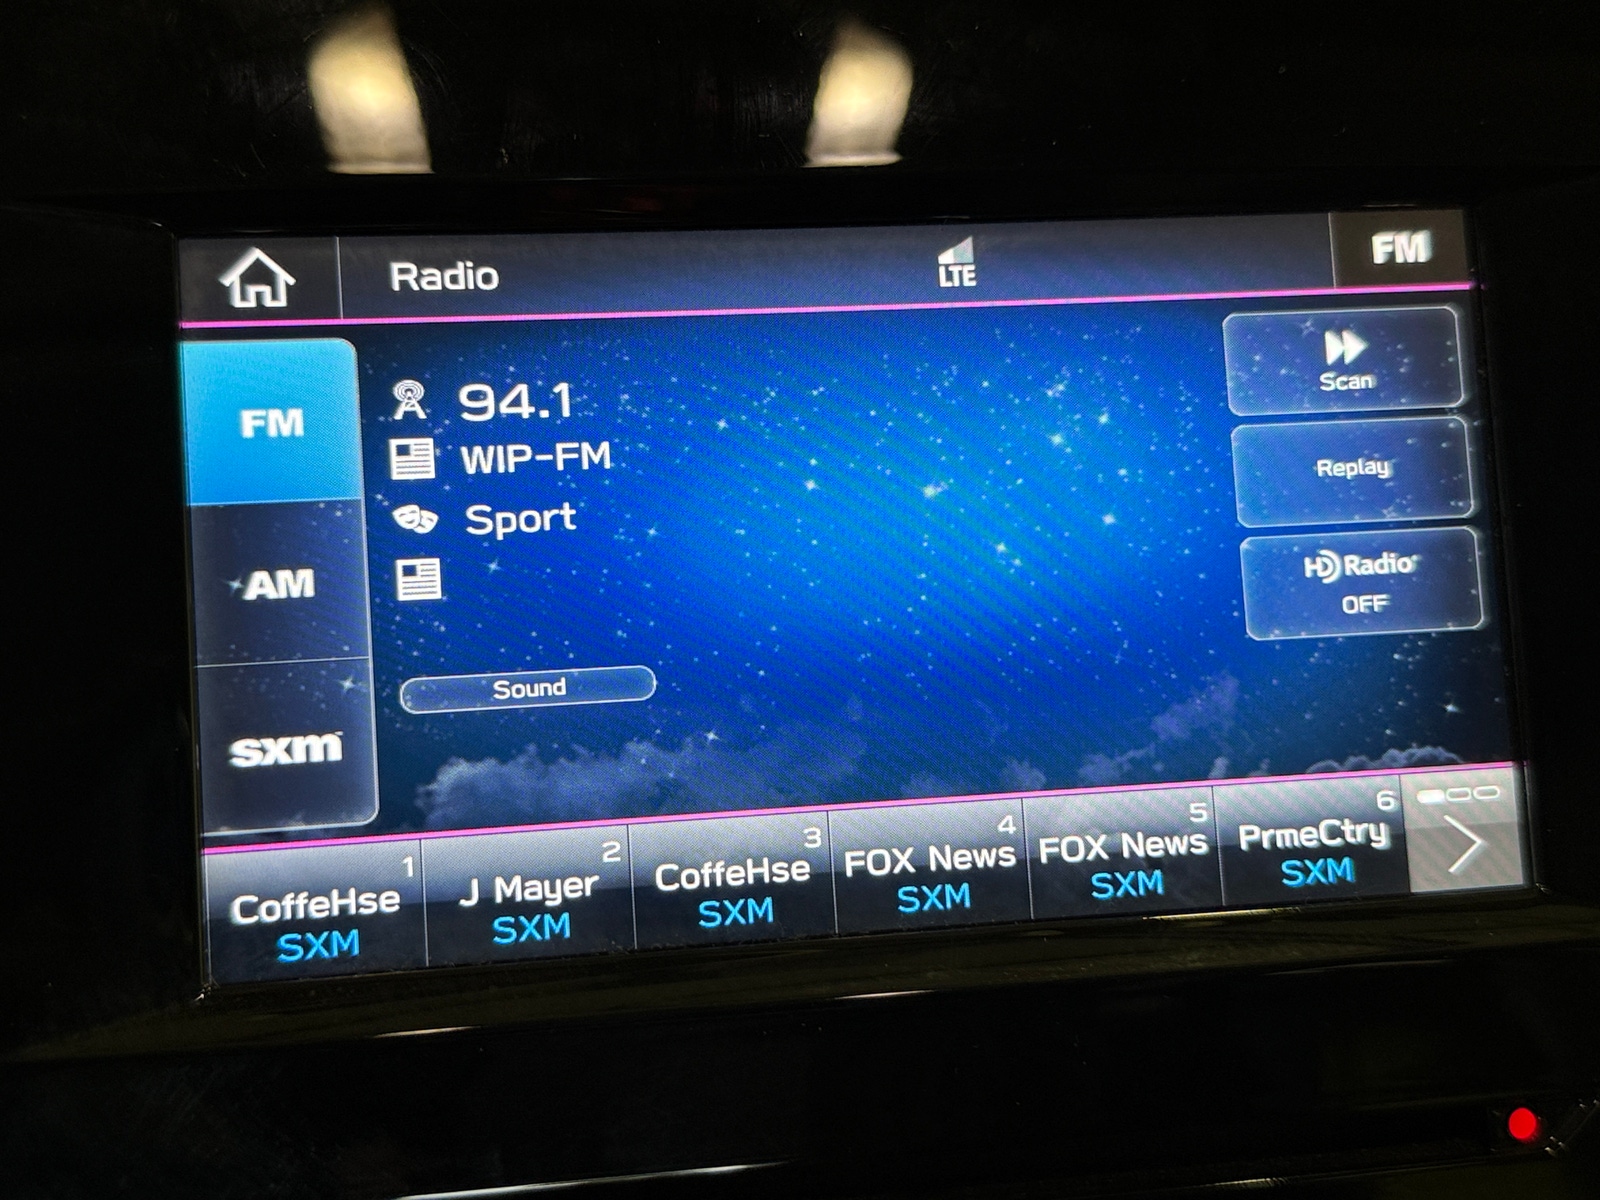 Radio
LTE
FM
FM
94.1
WIP-FM
Sport
AM
sxm
Sound
Scan
Replay
HD Radio
OFF
1
CoffeHse
SXM
2
J Mayer
SXM
3
CoffeHse
SXM
4
FOX News
SXM
5
FOX News
SXM
6
PrmeCtry
SXM